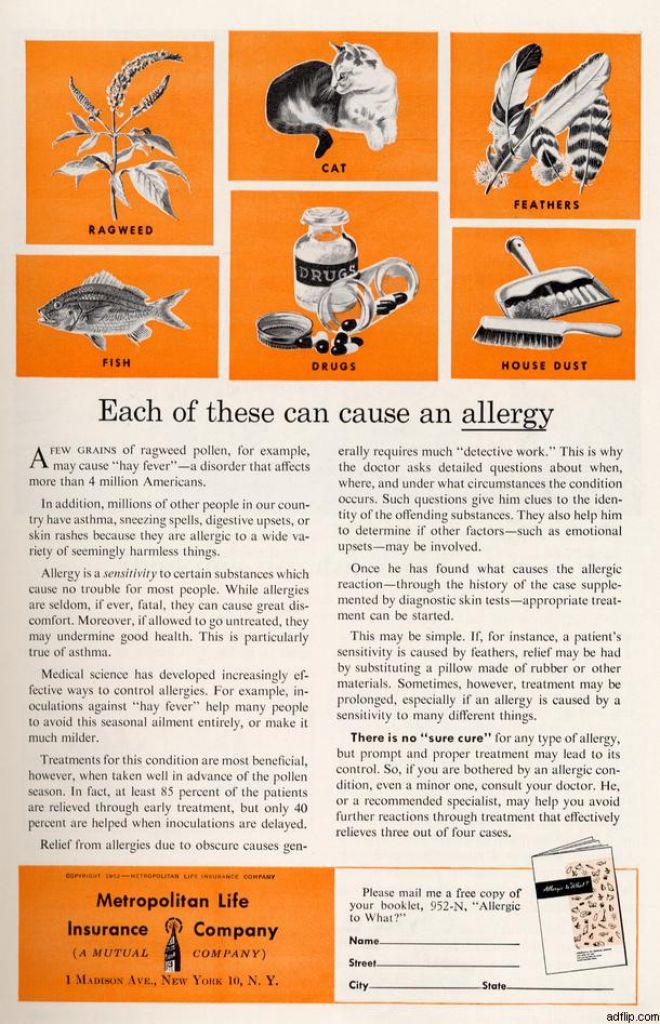 RAGWEED
CAT
FEATHERS
FISH
DRUGS
DRUGS
HOUSE DUST
Each of these can cause an allergy
A FEW GRAINS of ragweed pollen, for example,
may cause "hay fever"—a disorder that affects
more than 4 million Americans.
In addition, millions of other people in our coun-
try have asthma, sneezing spells, digestive upsets, or
skin rashes because they are allergic to a wide va-
riety of seemingly harmless things.
Allergy is a sensitivity to certain substances which
cause no trouble for most people. While allergies
are seldom, if ever, fatal, they can cause great dis-
comfort. Moreover, if allowed to go untreated, they
may undermine good health. This is particularly
true of asthma.
Medical science has developed increasingly ef-
fective ways to control allergies. For example, in-
oculations against "hay fever" help many people
to avoid this seasonal ailment entirely, or make it
much milder.
Treatments for this condition are most beneficial,
however, when taken well in advance of the pollen
season. In fact, at least 85 percent of the patients
are relieved through early treatment, but only 40
percent are helped when inoculations are delayed.
Relief from allergies due to obscure causes gen-
erally requires much "detective work." This is why
the doctor asks detailed questions about when,
where, and under what circumstances the condition
occurs. Such questions give him clues to the iden-
tity of the offending substances. They also help him
to determine if other factors—such as emotional
upsets—may be involved.
Once he has found what causes the allergic
reaction—through the history of the case supple-
mented by diagnostic skin tests—appropriate treat-
ment can be started.
This may be simple. If, for instance, a patient's
sensitivity is caused by feathers, relief may be had
by substituting a pillow made of rubber or other
materials. Sometimes, however, treatment may be
prolonged, especially if an allergy is caused by a
sensitivity to many different things.
There is no "sure cure" for any type of allergy,
but prompt and proper treatment may lead to its
control. So, if you are bothered by an allergic con-
dition, even a minor one, consult your doctor. He,
or a recommended specialist, may help you avoid
further reactions through treatment that effectively
relieves three out of four cases.
COPYRIGHT 1952—METROPOLITAN LIFE INSURANCE COMPANY
Metropolitan Life
Insurance Company
(A MUTUAL COMPANY)
1 MADISON AVE., NEW YORK 10, N. Y.
Please mail me a free copy of
your booklet, 952-N, "Allergic
to What?"
Name
Street
City State
Allergic to What?
adflip.com